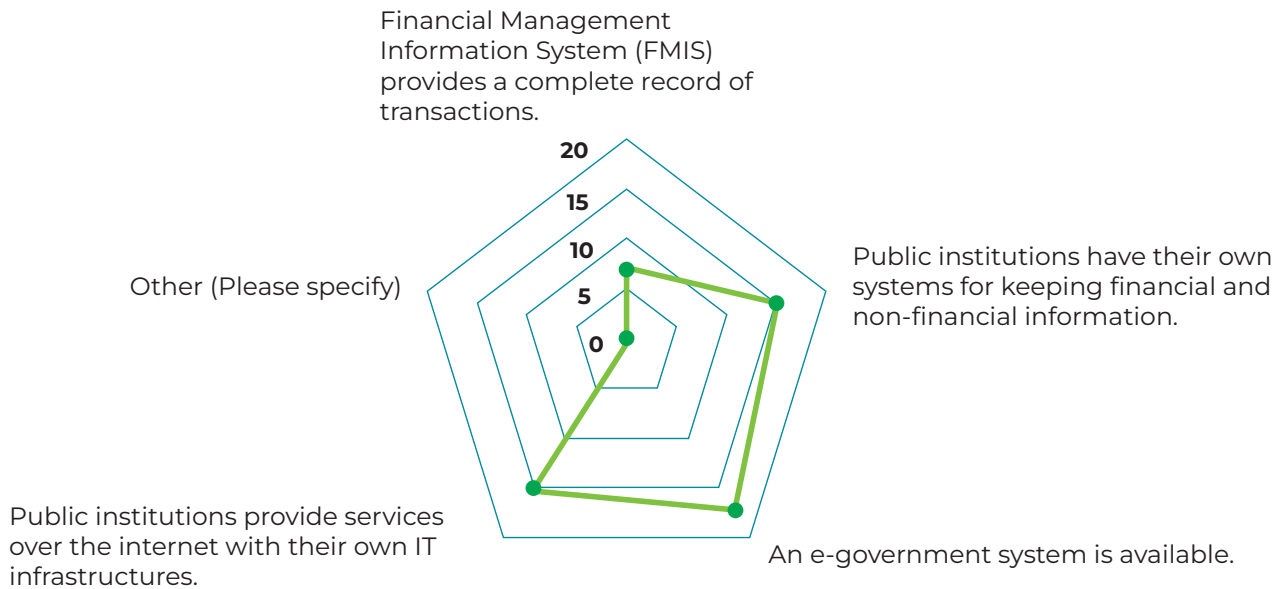 Financial Management
Information System (FMIS)
provides a complete record of
transactions.
20
15
10
5
0
Public institutions have their own
systems for keeping financial and
non-financial information.
Other (Please specify)
Public institutions provide services
over the internet with their own IT
infrastructures.
An e-government system is available.